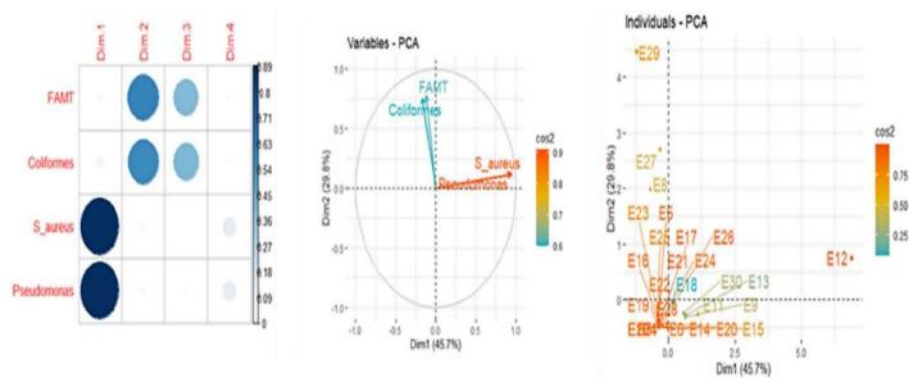 Dim.1 Dim.2 Dim.3 Dim.4
FAMT
Coliformes
S_aureus
Pseudomonas
0.89
0.8
0.71
0.63
0.54
0.45
0.36
0.27
0.18
0.09
0
Variables - PCA
1.0
0.5
0.0
-0.5
-1.0
Dim2 (29.8%)
FAMT
Coliformes
S_aureus
Pseudomonas
-1.0 -0.5 0.0 0.5 1.0
Dim1 (45.7%)
cos2
0.9
0.8
0.7
0.6
Individuals - PCA
4
3
2
1
0
Dim2 (29.8%)
E29
E27
E8
E23
E17 E26
E12
E16 E21 E24
E22 E18 E30 E13
E19 E28 E11 E9
E14 E20 E15
0.0 2.5 5.0
Dim1 (45.7%)
cos2
0.75
0.50
0.25